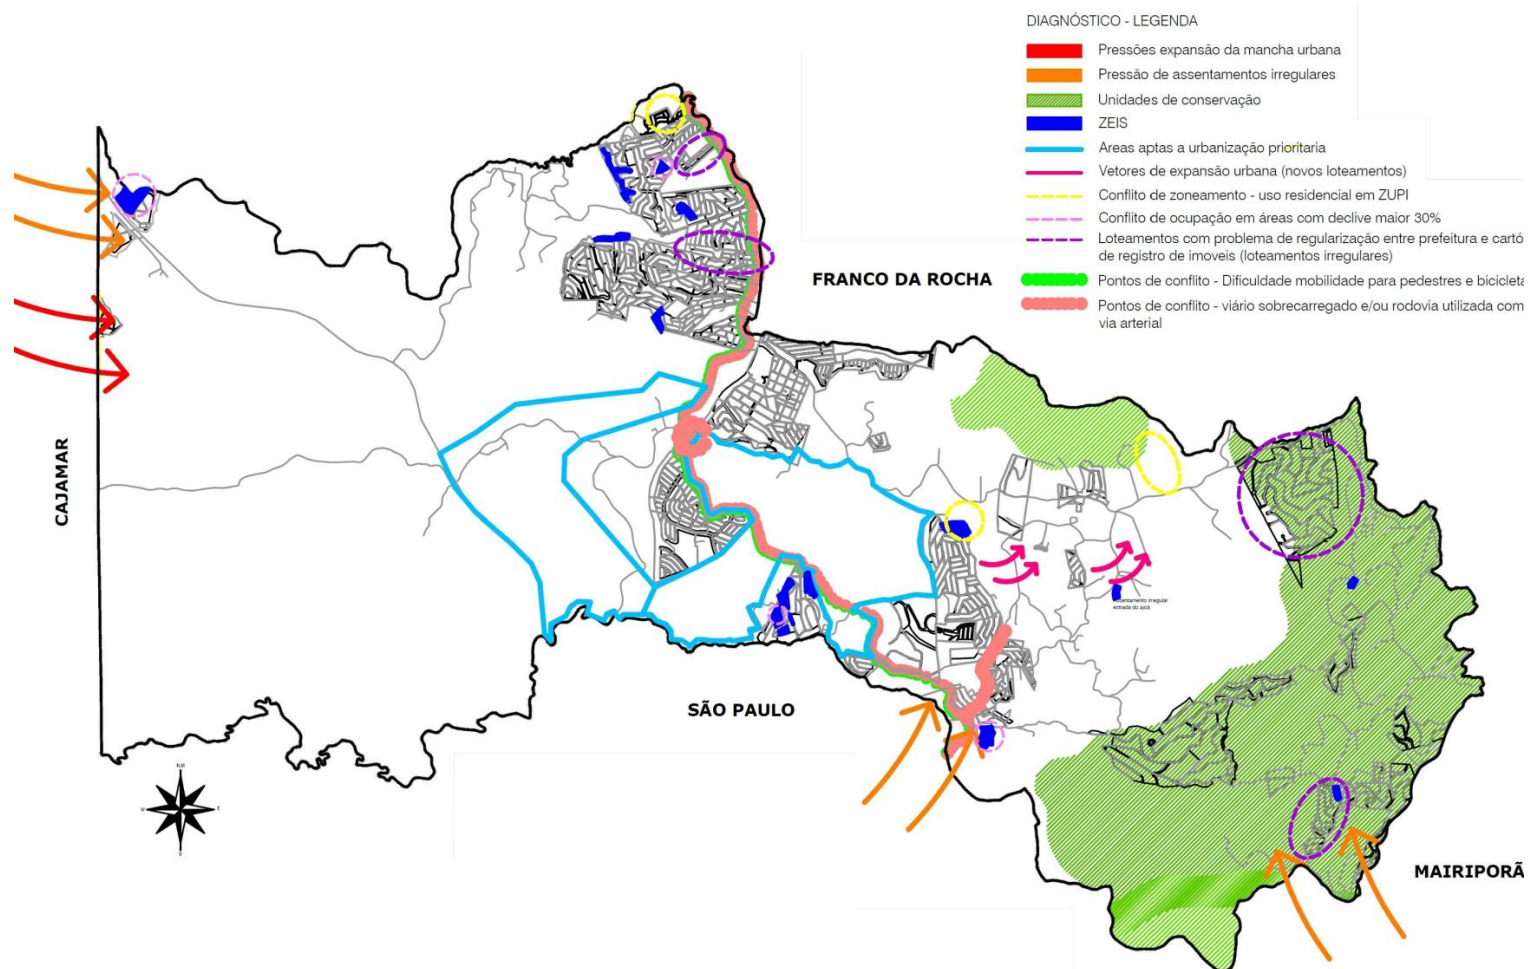 DIAGNÓSTICO - LEGENDA
Pressões expansão da mancha urbana
Pressão de assentamentos irregulares
Unidades de conservação
ZEIS
Areas aptas a urbanização prioritaria
Vetores de expansão urbana (novos loteamentos)
Conflito de zoneamento - uso residencial em ZUPI
Conflito de ocupação em áreas com declive maior 30%
Loteamentos com problema de regularização entre prefeitura e cartó
de registro de imoveis (loteamentos irregulares)
Pontos de conflito - Dificuldade mobilidade para pedestres e bicicleta
Pontos de conflito - viário sobrecarregado e/ou rodovia utilizada com
via arterial
FRANCO DA ROCHA
CAJAMAR
estrada do
SÃO PAULO
MAIRIPORÃ